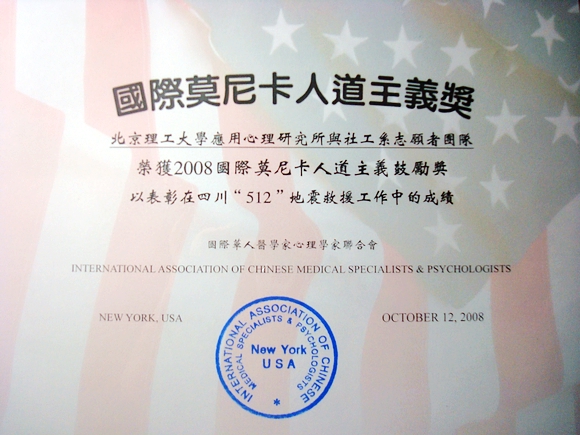 國際莫尼卡人道主義獎
北京理工大學應用心理研究所與社工系志願者團隊
榮獲2008國際莫尼卡人道主義鼓勵獎
以表彰在四川“512”地震救援工作中的成績
國際華人醫學家心理學家聯合會
INTERNATIONAL ASSOCIATION OF CHINESE MEDICAL SPECIALISTS & PSYCHOLOGISTS
NEW YORK, USA
OCTOBER 12, 2008
INTERNATIONAL ASSOCIATION OF CHINESE
MEDICAL SPECIALISTS & PSYCHOLOGISTS
New York
USA
*